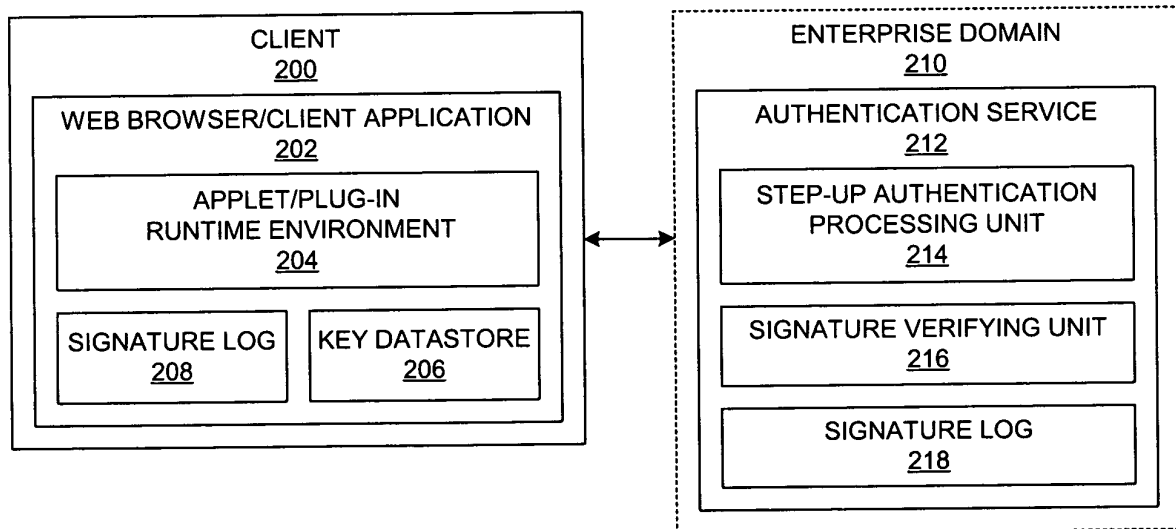 CLIENT
200
WEB BROWSER/CLIENT APPLICATION
202
APPLET/PLUG-IN
RUNTIME ENVIRONMENT
204
SIGNATURE LOG
208
KEY DATASTORE
206
ENTERPRISE DOMAIN
210
AUTHENTICATION SERVICE
212
STEP-UP AUTHENTICATION
PROCESSING UNIT
214
SIGNATURE VERIFYING UNIT
216
SIGNATURE LOG
218